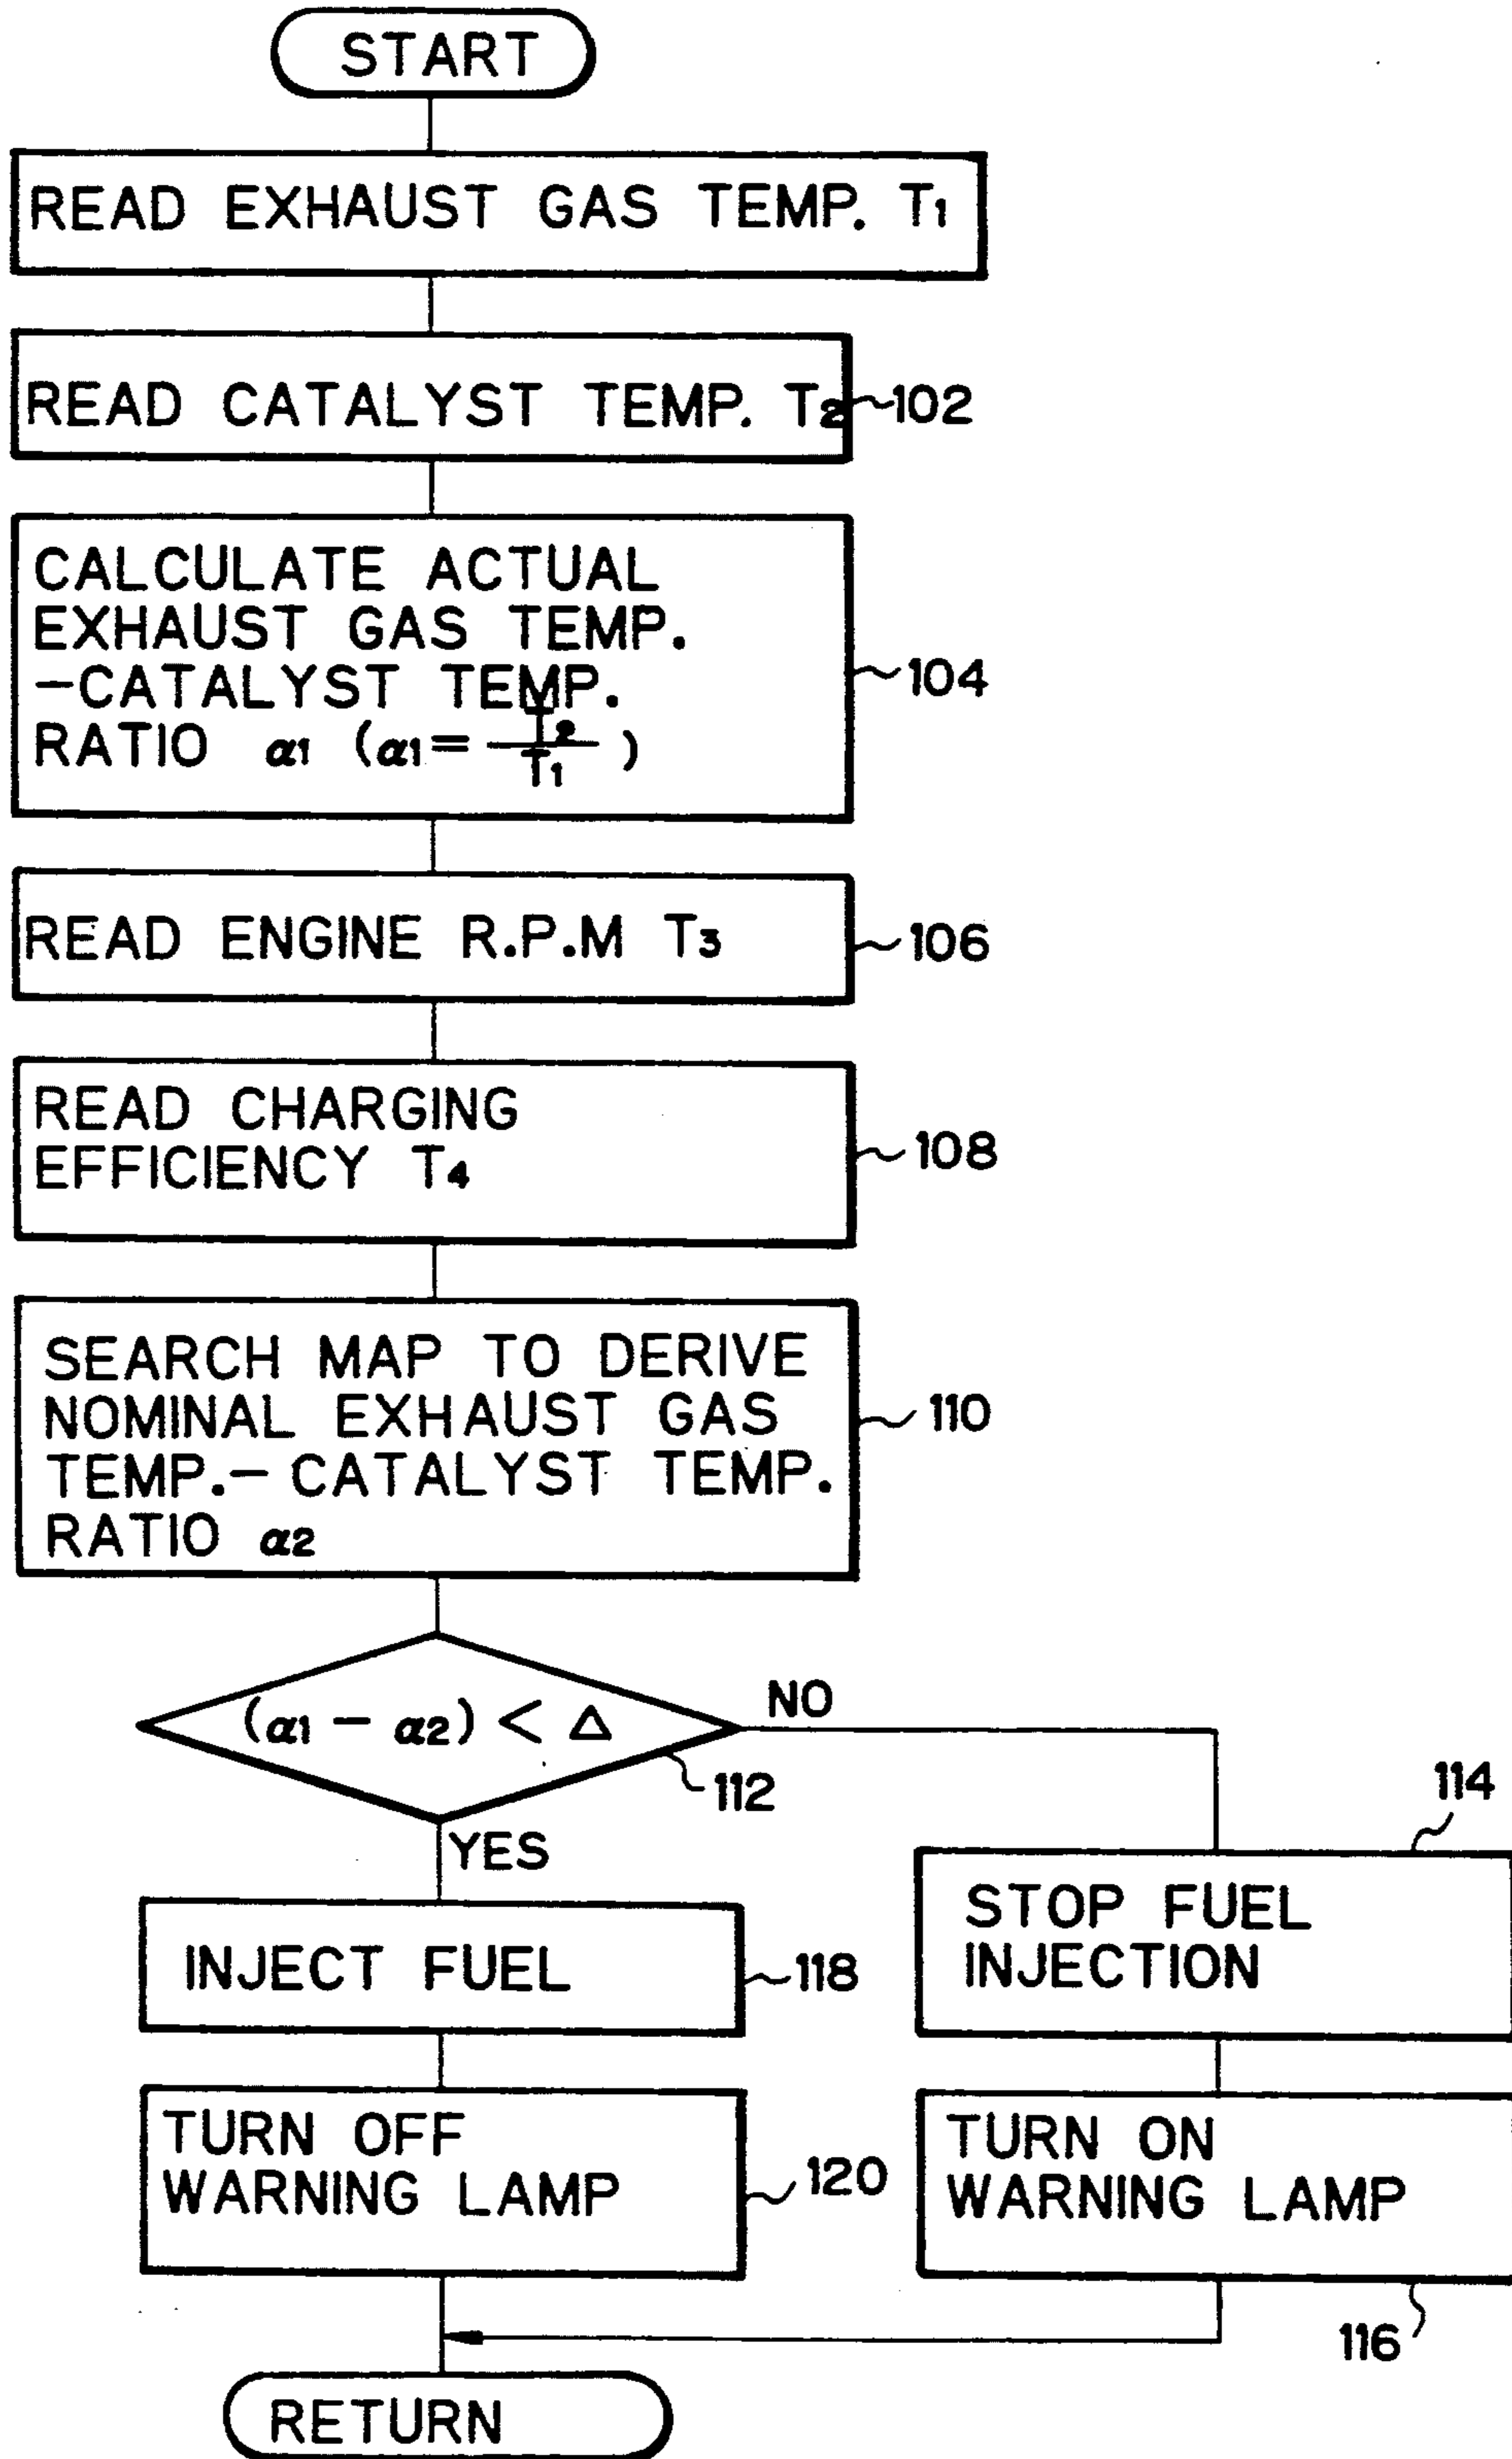 START
READ EXHAUST GAS TEMP. T1
READ CATALYST TEMP. T2
102
CALCULATE ACTUAL
EXHAUST GAS TEMP.
-CATALYST TEMP.
RATIO α1 (α1 = T2/T1)
104
READ ENGINE R.P.M T3
106
READ CHARGING
EFFICIENCY T4
108
SEARCH MAP TO DERIVE
NOMINAL EXHAUST GAS
TEMP.- CATALYST TEMP.
RATIO α2
110
(α1 - α2) < Δ
NO
112
YES
114
STOP FUEL
INJECTION
INJECT FUEL
118
TURN OFF
WARNING LAMP
120
TURN ON
WARNING LAMP
116
RETURN